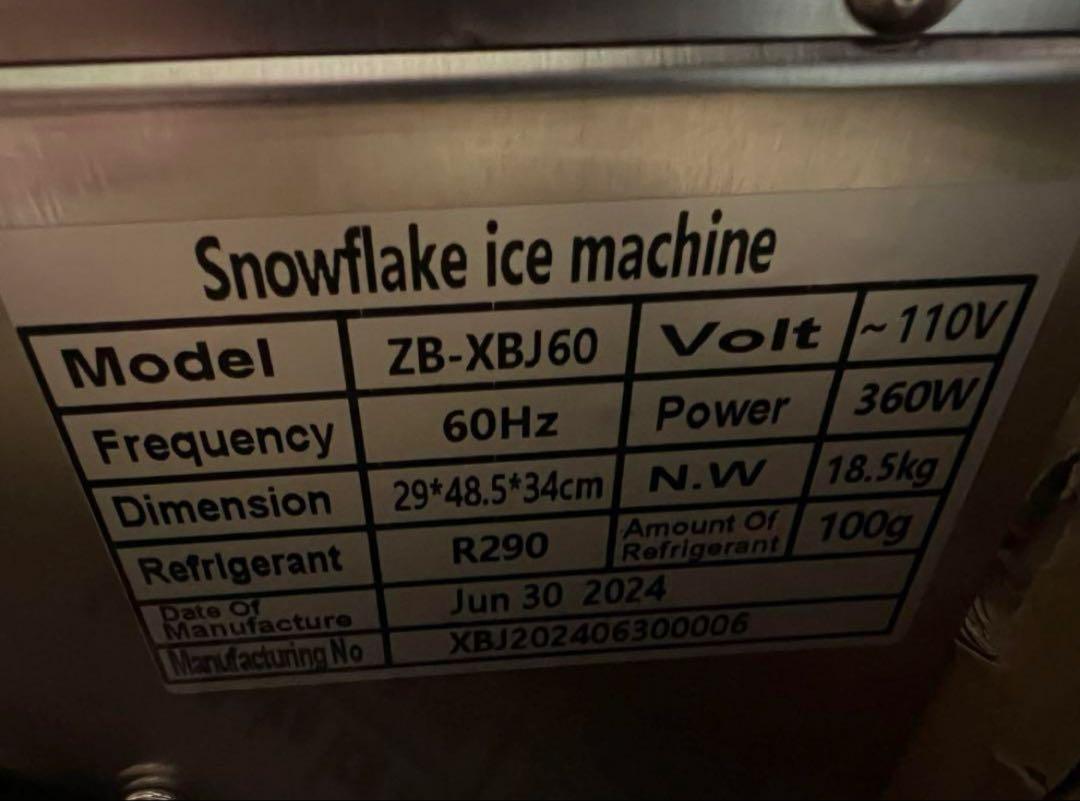 Snowflake ice machine
Model ZB-XBJ60 Volt ~110V
Frequency 60Hz Power 360W
Dimension 29*48.5*34cm N.W 18.5kg
Refrigerant R290 Amount Of Refrigerant 100g
Date Of Manufacture Jun 30 2024
Manufacturing No XBJ202406300006